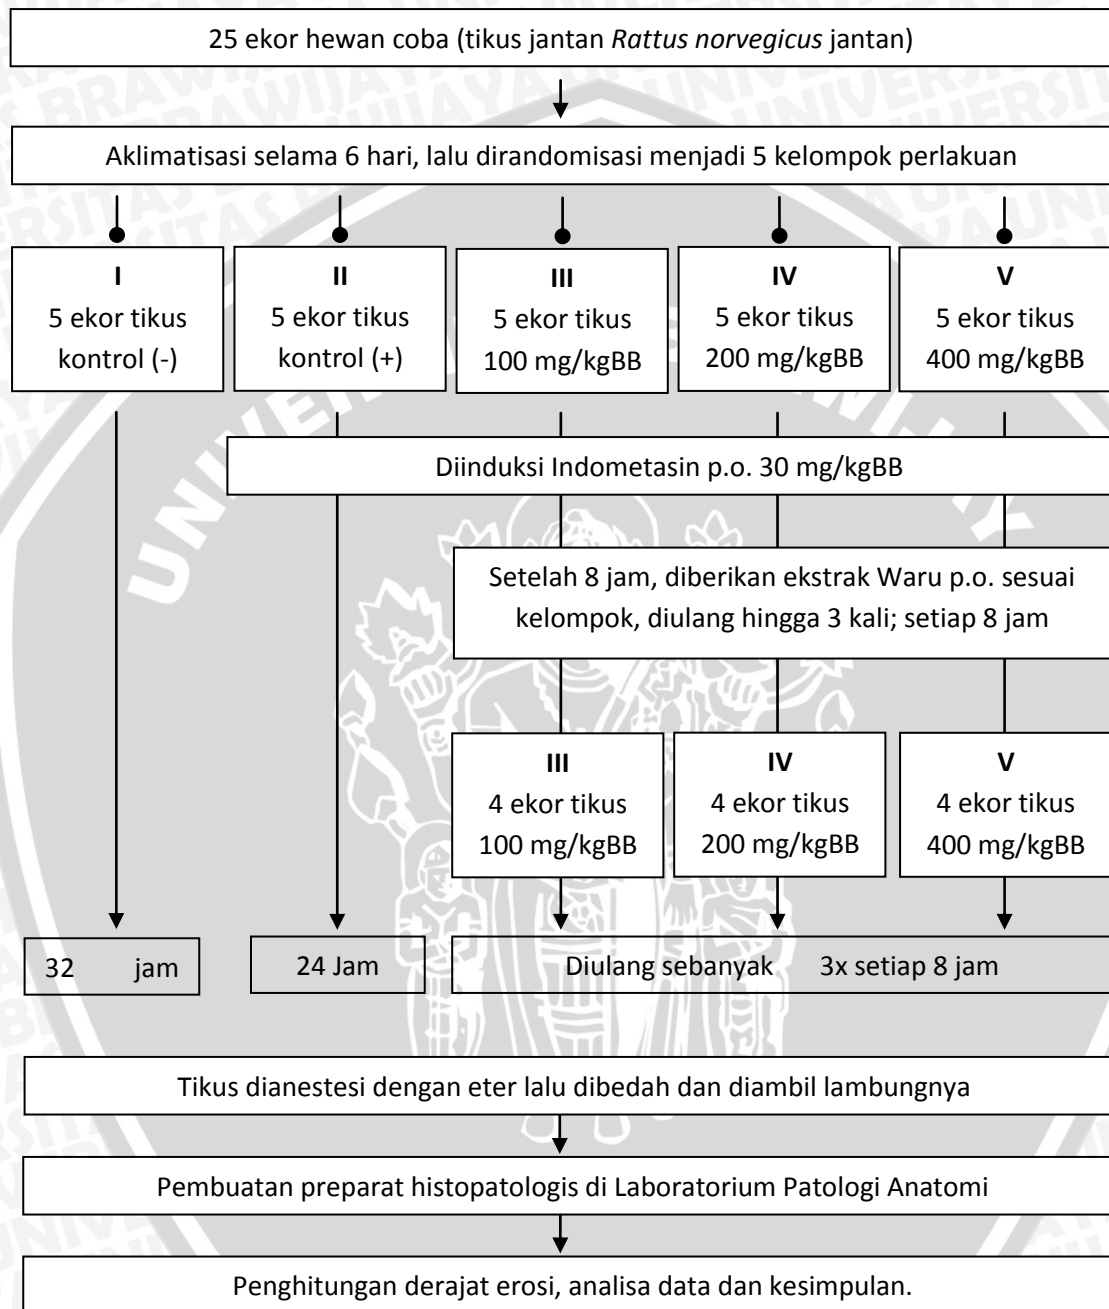 25 ekor hewan coba (tikus jantan Rattus norvegicus jantan)
Aklimatisasi selama 6 hari, lalu dirandomisasi menjadi 5 kelompok perlakuan
I
5 ekor tikus
kontrol (-)
II
5 ekor tikus
kontrol (+)
III
5 ekor tikus
100 mg/kgBB
IV
5 ekor tikus
200 mg/kgBB
V
5 ekor tikus
400 mg/kgBB
Diinduksi Indometasin p.o. 30 mg/kgBB
Setelah 8 jam, diberikan ekstrak Waru p.o. sesuai
kelompok, diulang hingga 3 kali; setiap 8 jam
III
4 ekor tikus
100 mg/kgBB
IV
4 ekor tikus
200 mg/kgBB
V
4 ekor tikus
400 mg/kgBB
32 jam
24 Jam
Diulang sebanyak 3x setiap 8 jam
Tikus dianestesi dengan eter lalu dibedah dan diambil lambungnya
Pembuatan preparat histopatologis di Laboratorium Patologi Anatomi
Penghitungan derajat erosi, analisa data dan kesimpulan.